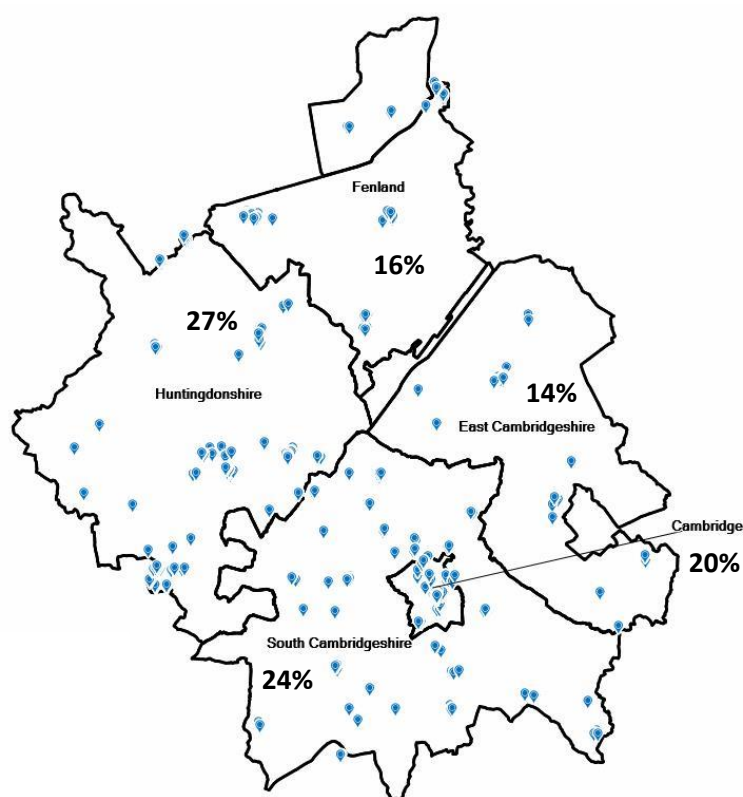 Fenland
16%
27%
Huntingdonshire
14%
East Cambridgeshire
Cambridge
20%
South Cambridgeshire
24%